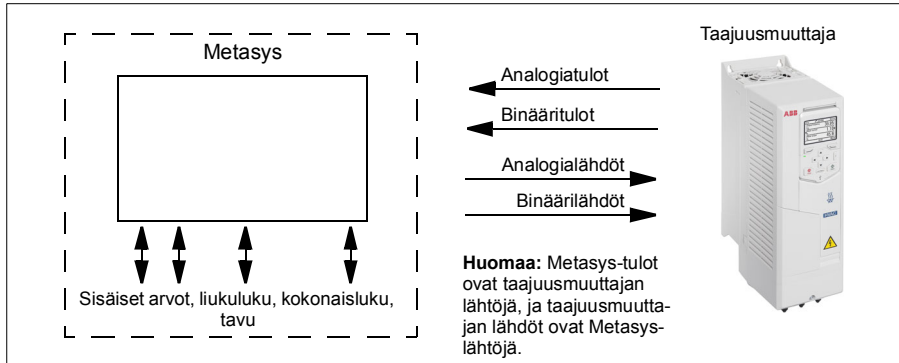 Metasys
Taajuusmuuttaja
Analogiatulot
Binääritulot
Analogialähdöt
Binäärilähdöt
Sisäiset arvot, liukuluku, kokonaisluku,
tavu
Huomaa: Metasys-tulot
ovat taajuusmuuttajan
lähtöjä, ja taajuusmuutta-
jan lähdöt ovat Metasys-
lähtöjä.
ABB